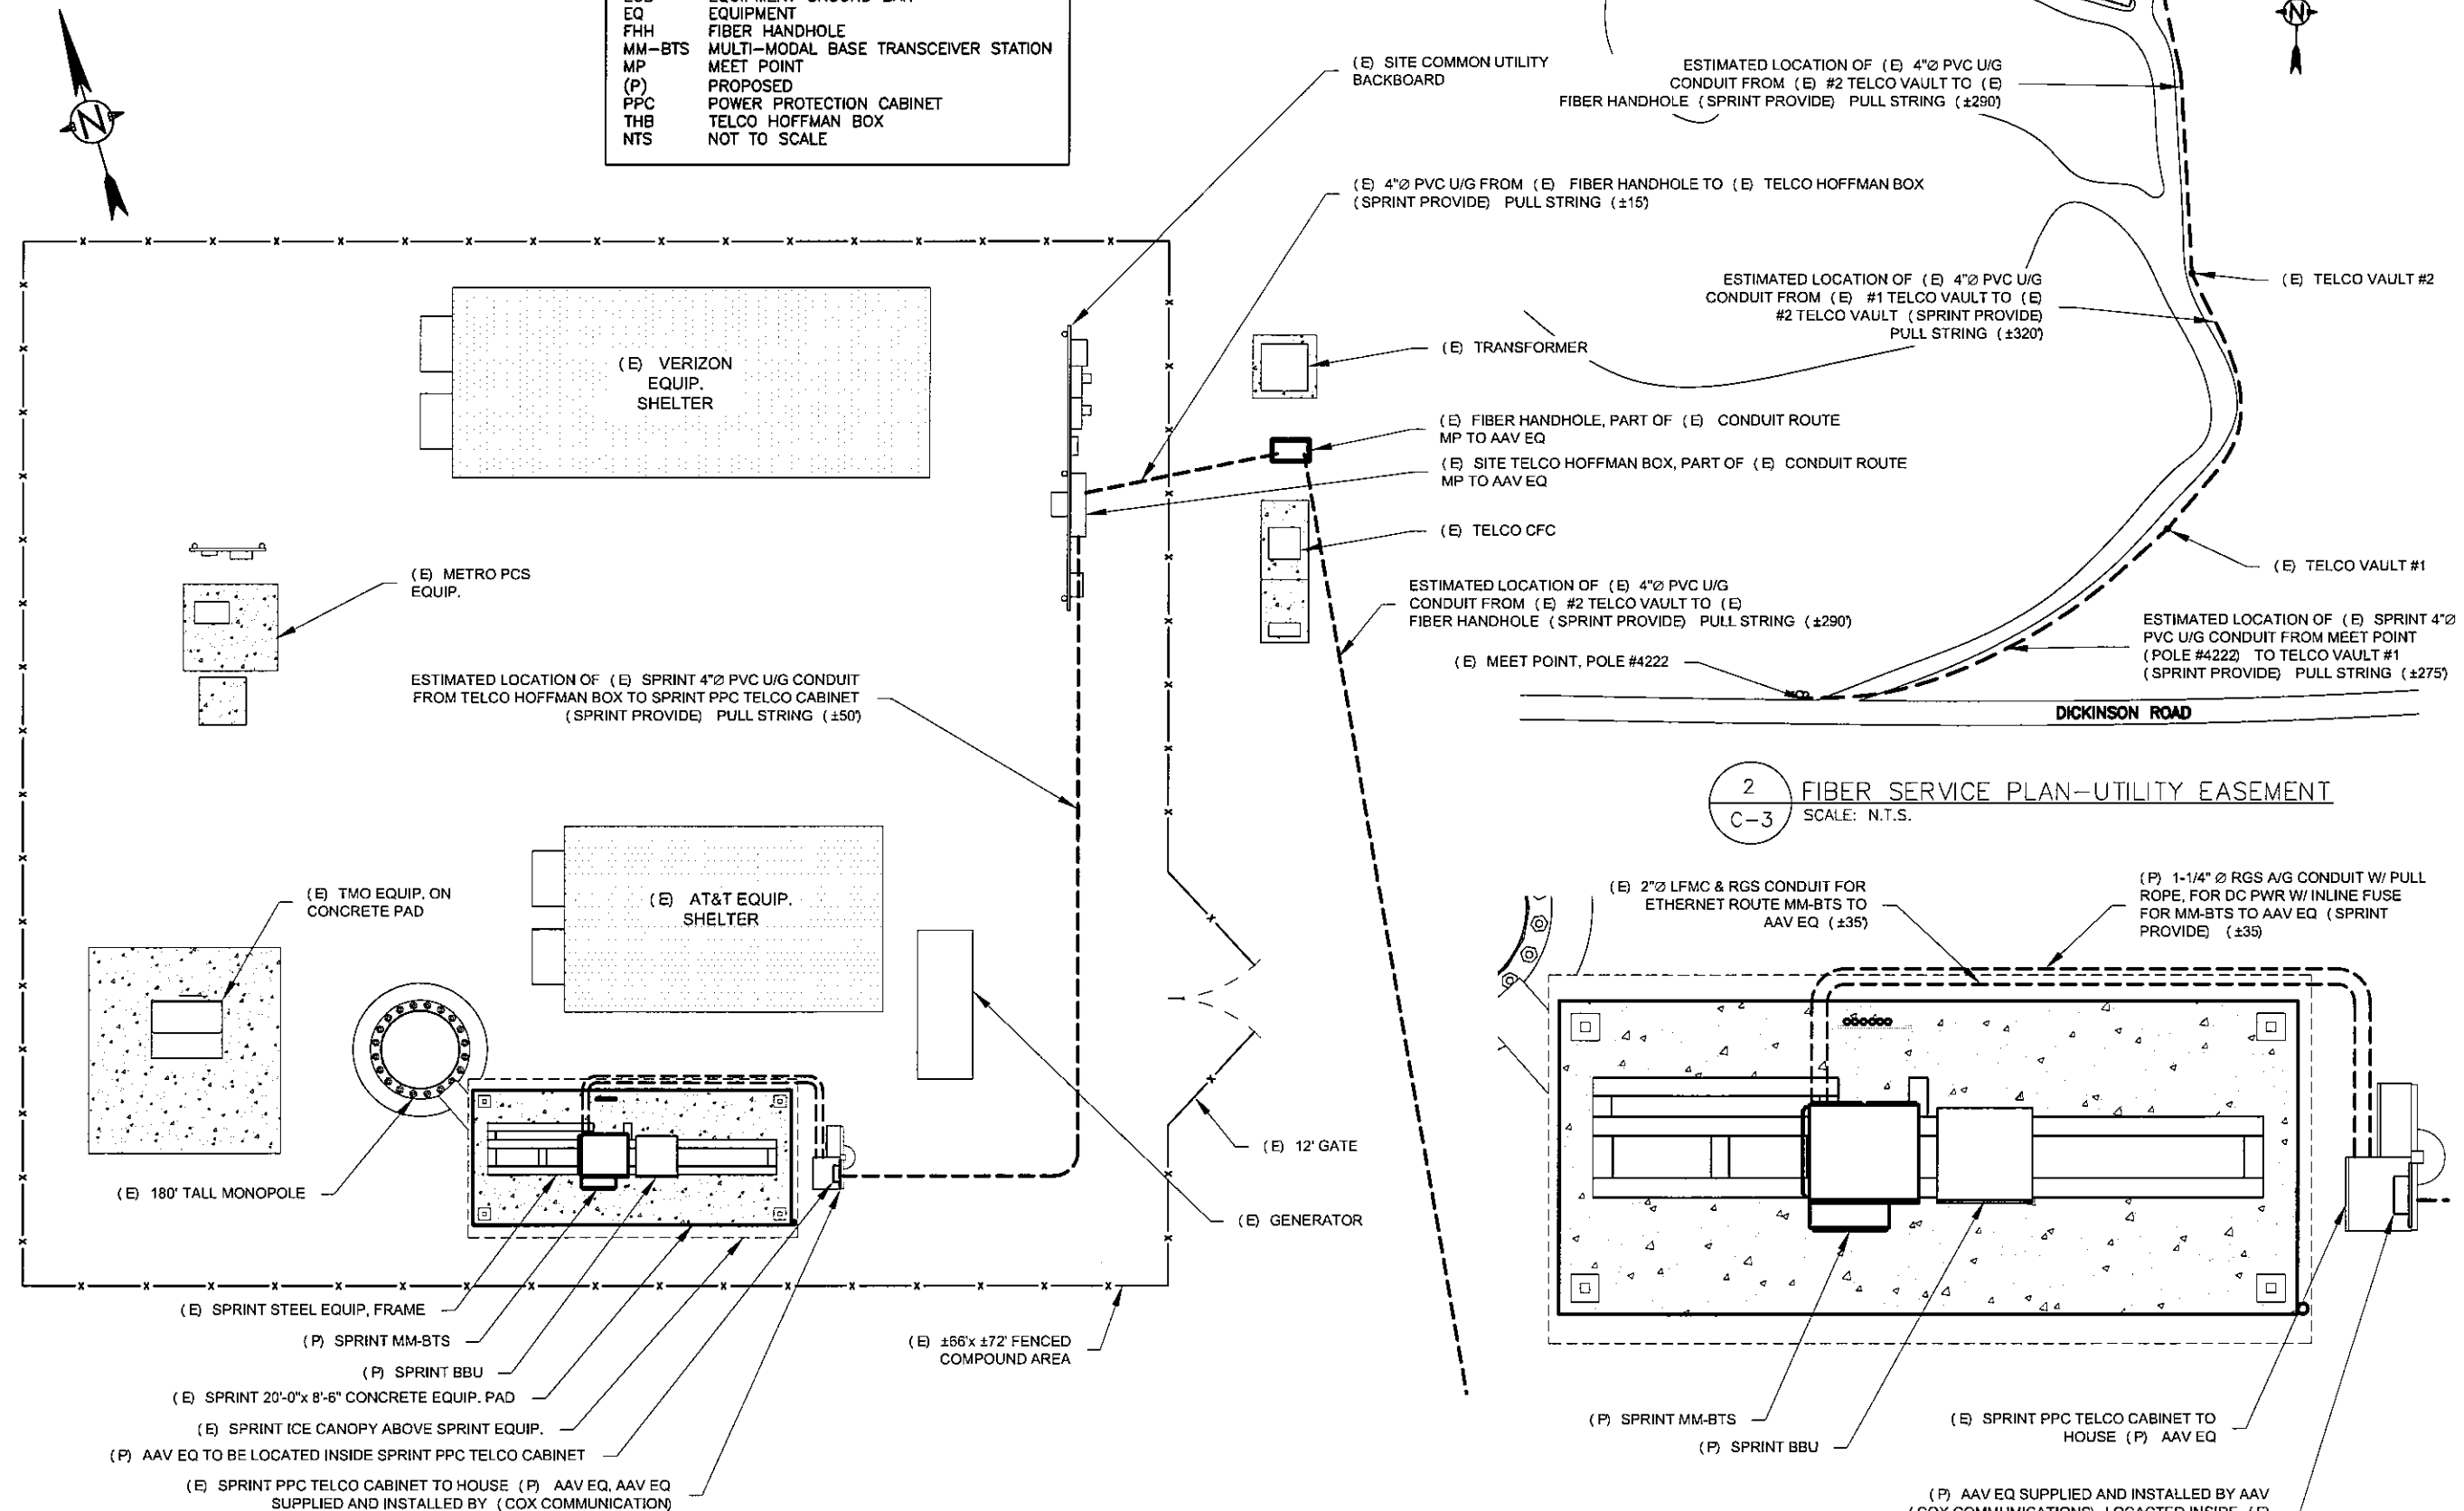 EQ EQUIPMENT
FHH FIBER HANDHOLE
MM-BTS MULTI-MODAL BASE TRANSCEIVER STATION
MP MEET POINT
(P) PROPOSED
PPC POWER PROTECTION CABINET
THB TELCO HOFFMAN BOX
NTS NOT TO SCALE
N
N
(E) SITE COMMON UTILITY
BACKBOARD
ESTIMATED LOCATION OF (E) 4"Ø PVC U/G
CONDUIT FROM (E) #2 TELCO VAULT TO (E)
FIBER HANDHOLE (SPRINT PROVIDE) PULL STRING (±290')
(E) 4"Ø PVC U/G FROM (E) FIBER HANDHOLE TO (E) TELCO HOFFMAN BOX
(SPRINT PROVIDE) PULL STRING (±15')
ESTIMATED LOCATION OF (E) 4"Ø PVC U/G
CONDUIT FROM (E) #1 TELCO VAULT TO (E)
#2 TELCO VAULT (SPRINT PROVIDE)
PULL STRING (±320')
(E) TELCO VAULT #2
(E) VERIZON
EQUIP.
SHELTER
(E) TRANSFORMER
(E) FIBER HANDHOLE, PART OF (E) CONDUIT ROUTE
MP TO AAV EQ
(E) SITE TELCO HOFFMAN BOX, PART OF (E) CONDUIT ROUTE
MP TO AAV EQ
(E) TELCO CFC
(E) TELCO VAULT #1
(E) METRO PCS
EQUIP.
ESTIMATED LOCATION OF (E) 4"Ø PVC U/G
CONDUIT FROM (E) #2 TELCO VAULT TO (E)
FIBER HANDHOLE (SPRINT PROVIDE) PULL STRING (±290')
ESTIMATED LOCATION OF (E) SPRINT 4"Ø
PVC U/G CONDUIT FROM MEET POINT
(POLE #4222) TO TELCO VAULT #1
(SPRINT PROVIDE) PULL STRING (±275')
(E) MEET POINT, POLE #4222
DICKINSON ROAD
ESTIMATED LOCATION OF (E) SPRINT 4"Ø PVC U/G CONDUIT
FROM TELCO HOFFMAN BOX TO SPRINT PPC TELCO CABINET
(SPRINT PROVIDE) PULL STRING (±50')
2
C-3
FIBER SERVICE PLAN-UTILITY EASEMENT
SCALE: N.T.S.
(E) TMO EQUIP. ON
CONCRETE PAD
(E) AT&T EQUIP.
SHELTER
(E) 2"Ø LFMC & RGS CONDUIT FOR
ETHERNET ROUTE MM-BTS TO
AAV EQ (±35')
(P) 1-1/4" Ø RGS A/G CONDUIT W/ PULL
ROPE, FOR DC PWR W/ INLINE FUSE
FOR MM-BTS TO AAV EQ (SPRINT
PROVIDE) (±35)
(E) 12' GATE
(E) 180' TALL MONOPOLE
(E) GENERATOR
(E) SPRINT STEEL EQUIP, FRAME
(P) SPRINT MM-BTS
(P) SPRINT BBU
(E) SPRINT 20'-0"x 8'-6" CONCRETE EQUIP. PAD
(E) SPRINT ICE CANOPY ABOVE SPRINT EQUIP.
(P) AAV EQ TO BE LOCATED INSIDE SPRINT PPC TELCO CABINET
(E) SPRINT PPC TELCO CABINET TO HOUSE (P) AAV EQ, AAV EQ
SUPPLIED AND INSTALLED BY (COX COMMUNICATION)
(E) ±66'x ±72' FENCED
COMPOUND AREA
(P) SPRINT MM-BTS
(P) SPRINT BBU
(E) SPRINT PPC TELCO CABINET TO
HOUSE (P) AAV EQ
(P) AAV EQ SUPPLIED AND INSTALLED BY AAV